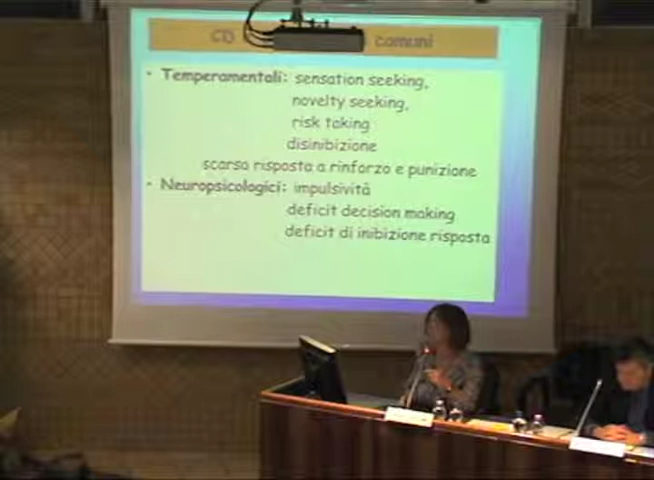 CD comuni
• Temperamentali: sensation seeking,
novelty seeking,
risk taking
disinibizione
scarsa risposta a rinforzo e punizione
• Neuropsicologici: impulsività
deficit decision making
deficit di inibizione risposta